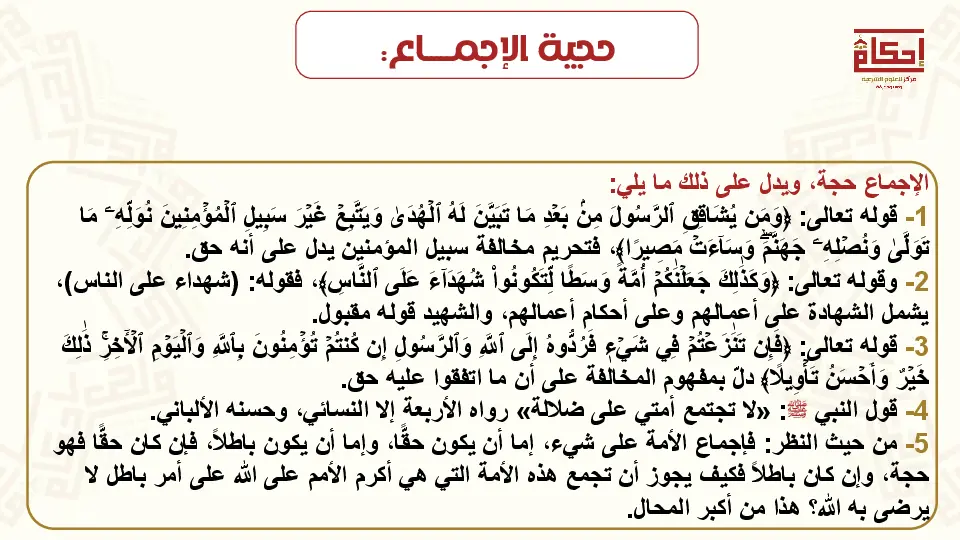 حجية الإجمـــاع:
إحكام
مركز للعلوم الشرعية
الإجماع حجة، ويدل على ذلك ما يلي:
1- قوله تعالى: ﴿وَمَن يُشَاقِقِ ٱلرَّسُولَ مِنۢ بَعۡدِ مَا تَبَيَّنَ لَهُ ٱلۡهُدَىٰ وَيَتَّبِعۡ غَيۡرَ سَبِيلِ ٱلۡمُؤۡمِنِينَ نُوَلِّهِۦ مَا
تَوَلَّىٰ وَنُصۡلِهِۦ جَهَنَّمَۖ وَسَآءَتۡ مَصِيرًا﴾، فتحريم مخالفة سبيل المؤمنين يدل على أنه حق.
2- وقوله تعالى: ﴿وَكَذَٰلِكَ جَعَلۡنَٰكُمۡ أُمَّةٗ وَسَطٗا لِّتَكُونُواْ شُهَدَآءَ عَلَى ٱلنَّاسِ﴾، فقوله: (شهداء على الناس)،
يشمل الشهادة على أعمالهم وعلى أحكام أعمالهم، والشهيد قوله مقبول.
3- قوله تعالى: ﴿فَإِن تَنَٰزَعۡتُمۡ فِي شَيۡءٖ فَرُدُّوهُ إِلَى ٱللَّهِ وَٱلرَّسُولِ إِن كُنتُمۡ تُؤۡمِنُونَ بِٱللَّهِ وَٱلۡيَوۡمِ ٱلۡأٓخِرِۚ ذَٰلِكَ
خَيۡرٞ وَأَحۡسَنُ تَأۡوِيلًا﴾ دلّ بمفهوم المخالفة على أن ما اتفقوا عليه حق.
4- قول النبي ﷺ: «لا تجتمع أمتي على ضلالة» رواه الأربعة إلا النسائي، وحسنه الألباني.
5- من حيث النظر: فإجماع الأمة على شيء، إما أن يكون حقًّا، وإما أن يكون باطلاً، فإن كان حقًّا فهو
حجة، وإن كان باطلاً فكيف يجوز أن تجمع هذه الأمة التي هي أكرم الأمم على الله على أمر باطل لا
يرضى به الله؟ هذا من أكبر المحال.